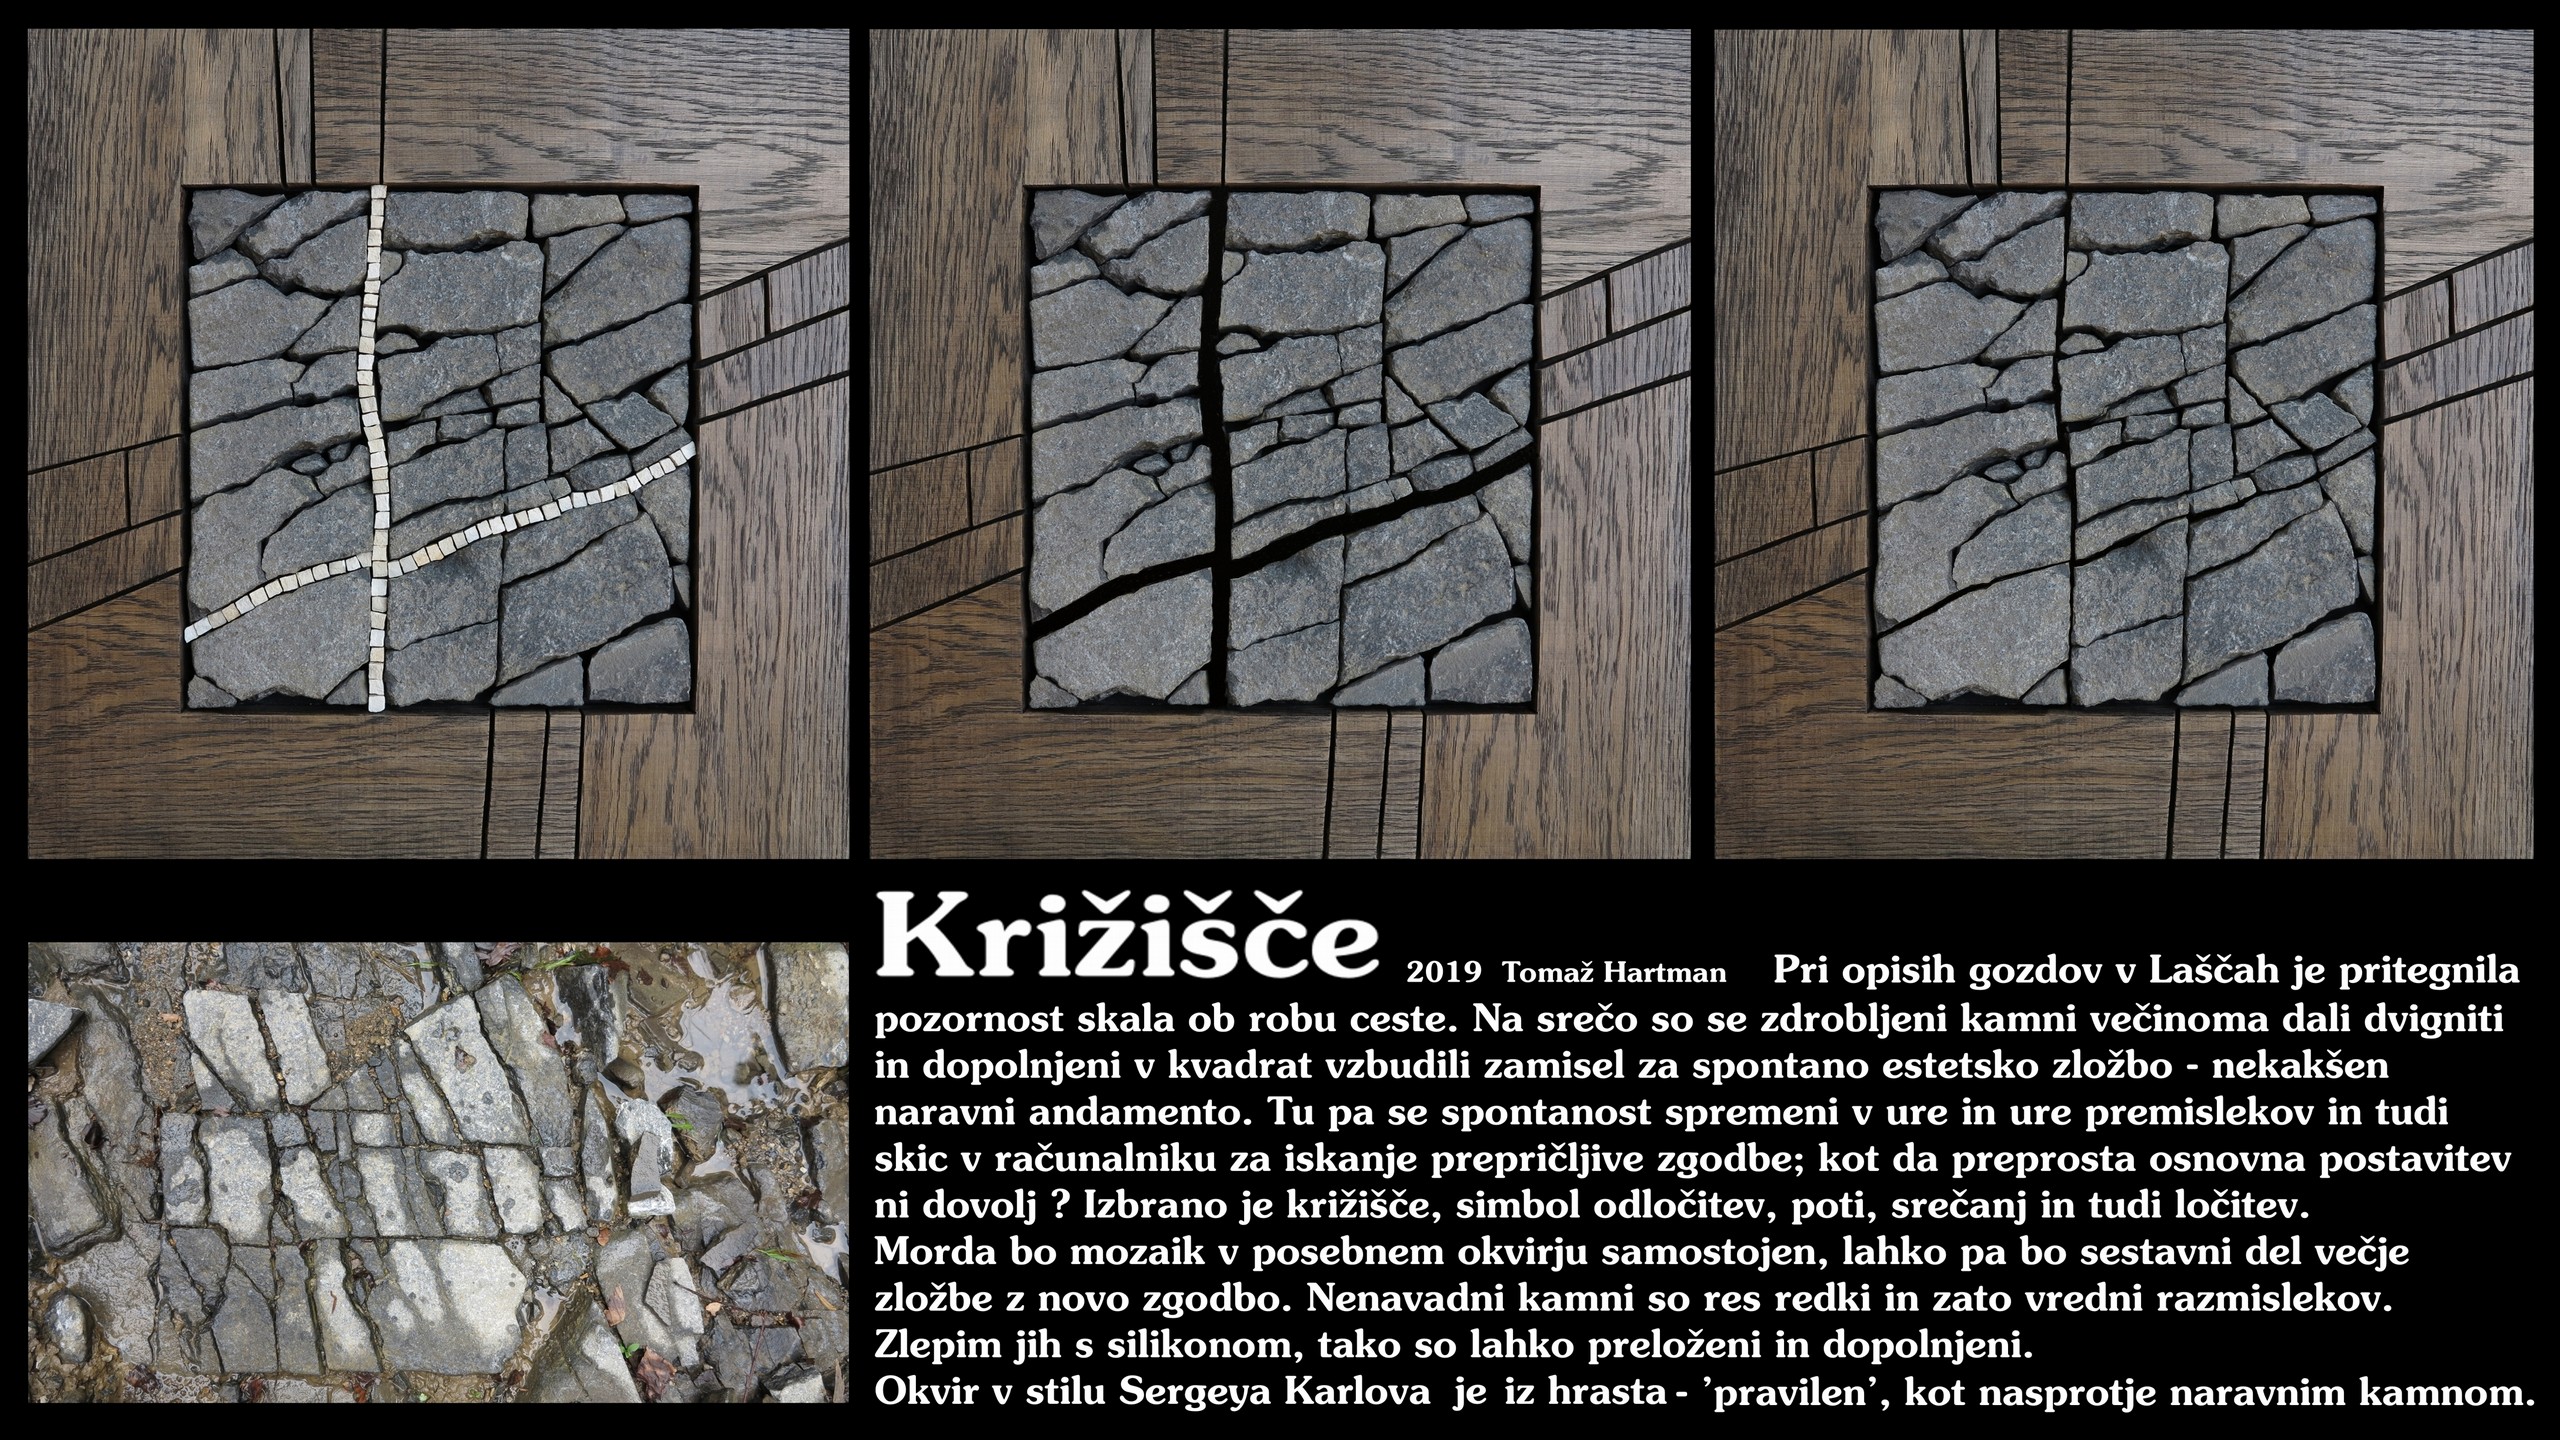 Križišče 2019 Tomaž Hartman Pri opisih gozdov v Laščah je pritegnila
pozornost skala ob robu ceste. Na srečo so se zdrobljeni kamni večinoma dali dvigniti
in dopolnjeni v kvadrat vzbudili zamisel za spontano estetsko zložbo - nekakšen
naravni andamento. Tu pa se spontanost spremeni v ure in ure premislekov in tudi
skic v računalniku za iskanje prepričljive zgodbe; kot da preprosta osnovna postavitev
ni dovolj ? Izbrano je križišče, simbol odločitev, poti, srečanj in tudi ločitev.
Morda bo mozaik v posebnem okvirju samostojen, lahko pa bo sestavni del večje
zložbe z novo zgodbo. Nenavadni kamni so res redki in zato vredni razmislekov.
Zlepim jih s silikonom, tako so lahko preloženi in dopolnjeni.
Okvir v stilu Sergeya Karlova je iz hrasta - ’pravilen’, kot nasprotje naravnim kamnom.